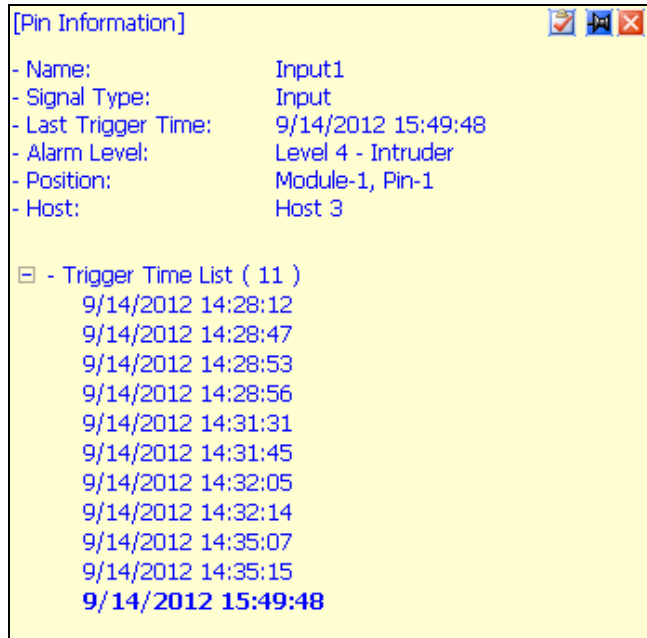 [Pin Information]
- Name: Input1
- Signal Type: Input
- Last Trigger Time: 9/14/2012 15:49:48
- Alarm Level: Level 4 - Intruder
- Position: Module-1, Pin-1
- Host: Host 3
- Trigger Time List ( 11 )
9/14/2012 14:28:12
9/14/2012 14:28:47
9/14/2012 14:28:53
9/14/2012 14:28:56
9/14/2012 14:31:31
9/14/2012 14:31:45
9/14/2012 14:32:05
9/14/2012 14:32:14
9/14/2012 14:35:07
9/14/2012 14:35:15
9/14/2012 15:49:48